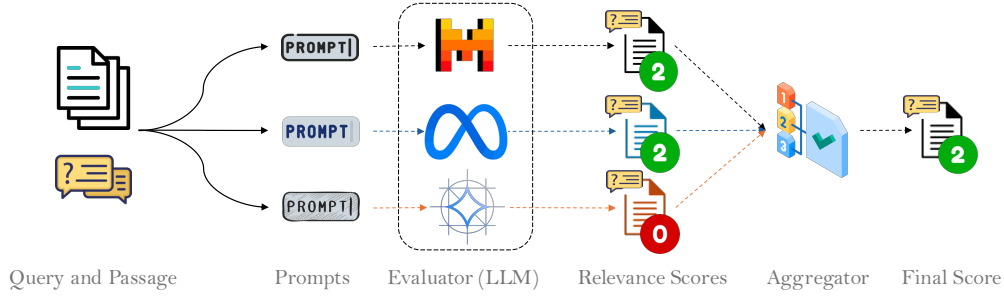 PROMPT
2
?
PROMPT
?
2
1
2
3
2
?
PROMPT
?
0
Query and Passage
Prompts
Evaluator (LLM)
Relevance Scores
Aggregator
Final Score